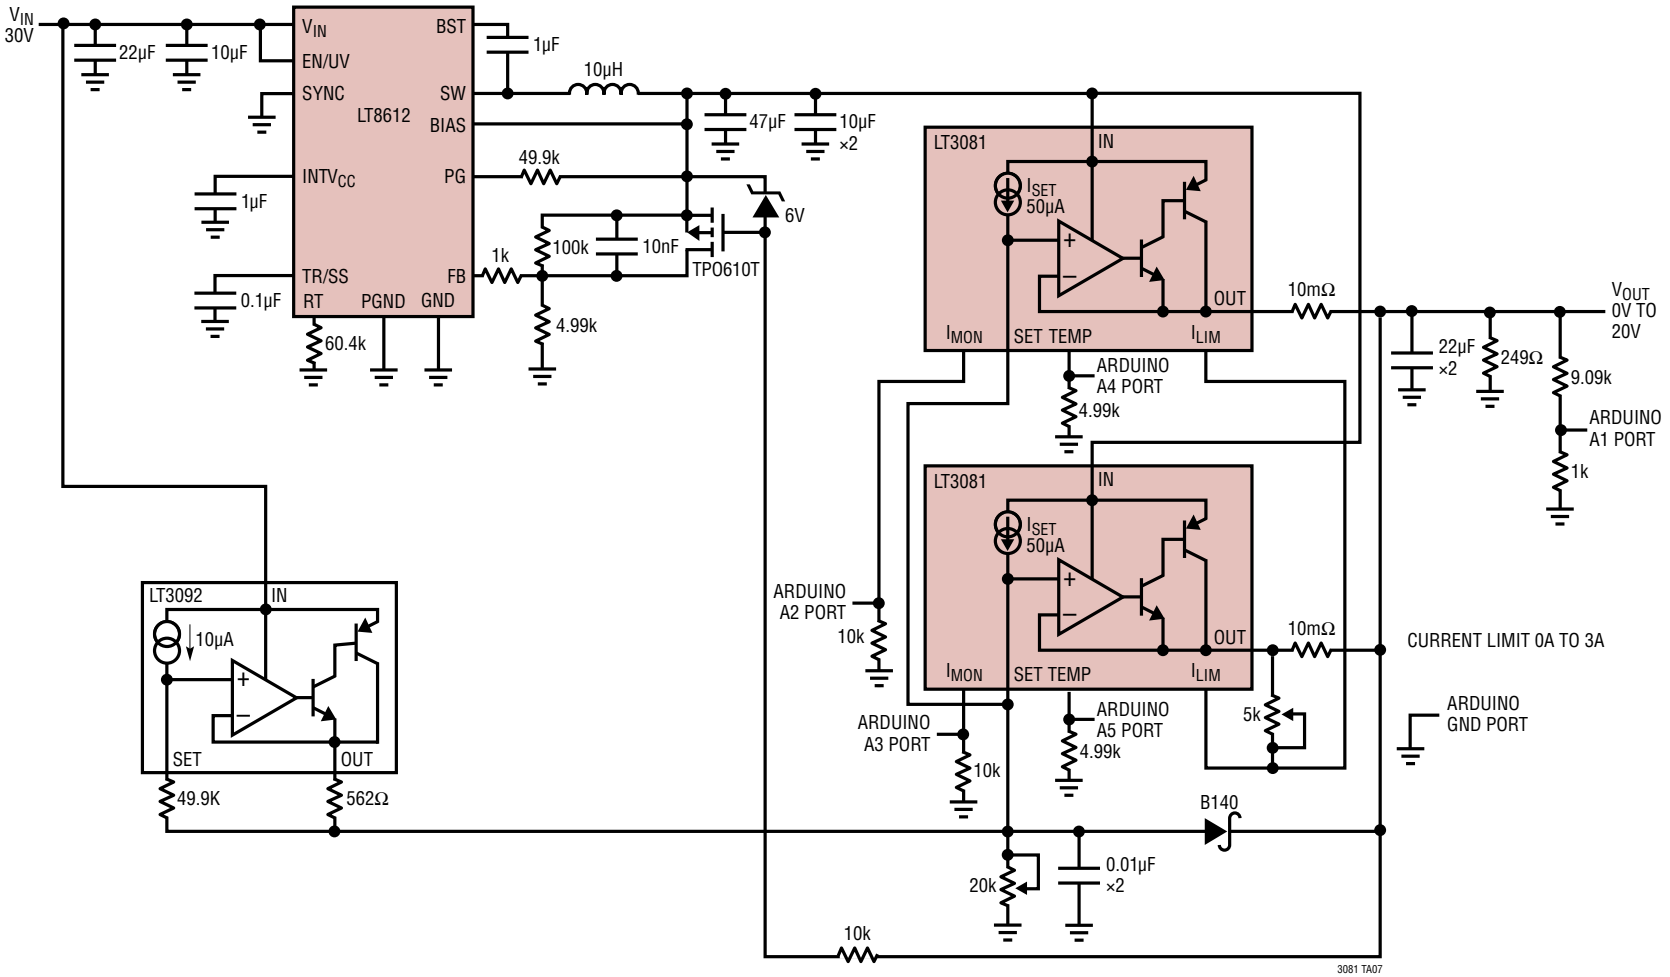 VIN
30V
22µF
10µF
VIN
EN/UV
SYNC
LT8612
INTVCC
1µF
TR/SS
0.1µF
RT
PGND
GND
60.4k
BST
SW
BIAS
PG
FB
1µF
10µH
47µF
10µF
×2
49.9k
6V
100k
10nF
1k
TPO610T
4.99k
LT3081
IN
ISET
50µA
+
–
OUT
IMON
SET TEMP
ILIM
10mΩ
VOUT
0V TO
20V
22µF
×2
249Ω
9.09k
ARDUINO
A1 PORT
1k
ARDUINO
A4 PORT
4.99k
LT3081
IN
ISET
50µA
+
–
OUT
IMON
SET TEMP
ILIM
10mΩ
CURRENT LIMIT 0A TO 3A
ARDUINO
A2 PORT
10k
ARDUINO
A3 PORT
10k
ARDUINO
A5 PORT
4.99k
5k
ARDUINO
GND PORT
LT3092
IN
10µA
+
–
SET
OUT
49.9K
562Ω
B140
20k
0.01µF
×2
10k
3081 TA07